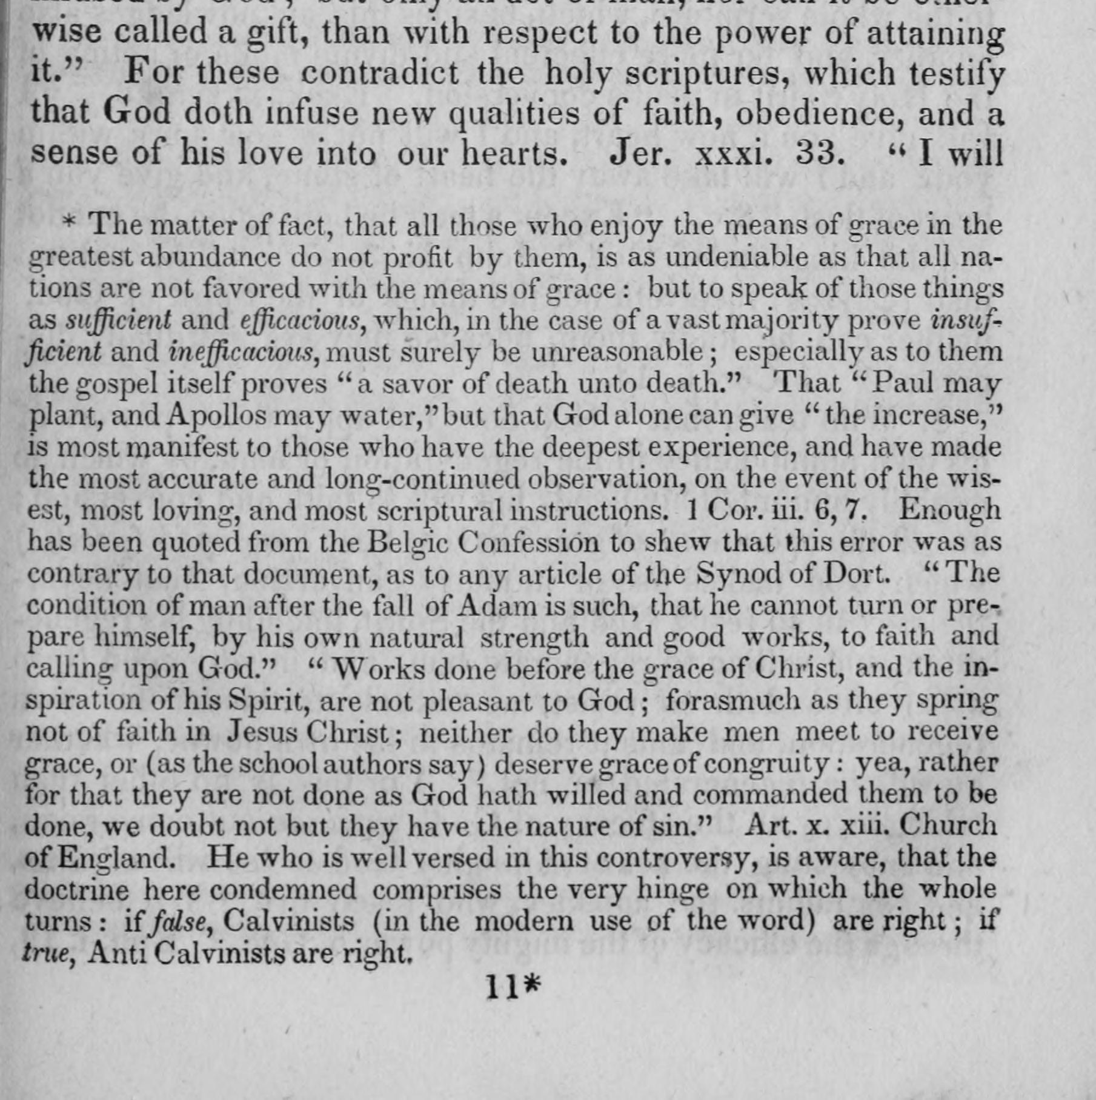 wise called a gift, than with respect to the power of attaining
it.” For these contradict the holy scriptures, which testify
that God doth infuse new qualities of faith, obedience, and a
sense of his love into our hearts. Jer. xxxi. 33. “ I will
* The matter of fact, that all those who enjoy the means of grace in the
greatest abundance do not profit by them, is as undeniable as that all na-
tions are not favored with the means of grace : but to speak of those things
as sufficient and efficacious, which, in the case of a vast majority prove insuf-
ficient and inefficacious, must surely be unreasonable ; especially as to them
the gospel itself proves “ a savor of death unto death.” That “ Paul may
plant, and Apollos may water,” but that God alone can give “ the increase,”
is most manifest to those who have the deepest experience, and have made
the most accurate and long-continued observation, on the event of the wis-
est, most loving, and most scriptural instructions. 1 Cor. iii. 6, 7. Enough
has been quoted from the Belgic Confession to shew that this error was as
contrary to that document, as to any article of the Synod of Dort. “ The
condition of man after the fall of Adam is such, that he cannot turn or pre-
pare himself, by his own natural strength and good works, to faith and
calling upon God.” “ Works done before the grace of Christ, and the in-
spiration of his Spirit, are not pleasant to God ; forasmuch as they spring
not of faith in Jesus Christ ; neither do they make men meet to receive
grace, or (as the school authors say) deserve grace of congruity : yea, rather
for that they are not done as God hath willed and commanded them to be
done, we doubt not but they have the nature of sin.” Art. x. xiii. Church
of England. He who is well versed in this controversy, is aware, that the
doctrine here condemned comprises the very hinge on which the whole
turns : if false, Calvinists (in the modern use of the word) are right ; if
true, Anti Calvinists are right.
11*